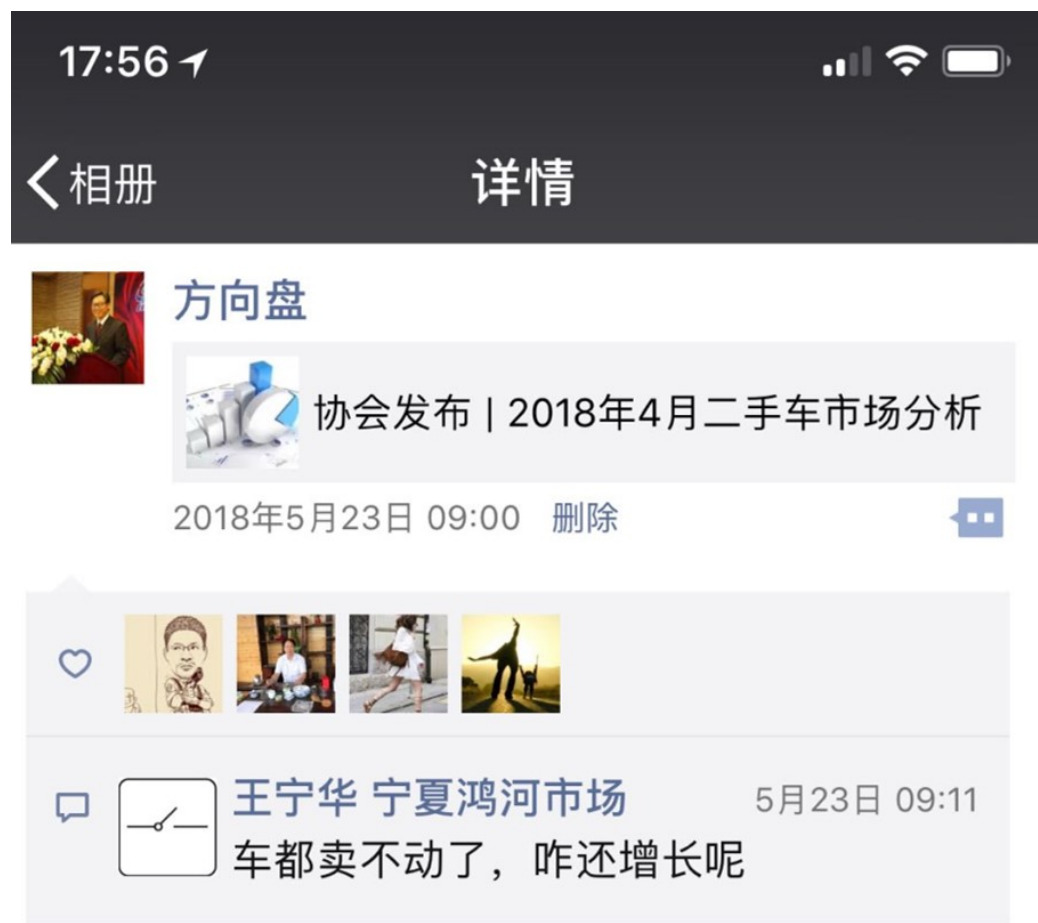 17:56
相册
详情
方向盘
协会发布 | 2018年4月二手车市场分析
2018年5月23日 09:00 删除
王宁华 宁夏鸿河市场 5月23日 09:11
车都卖不动了，咋还增长呢